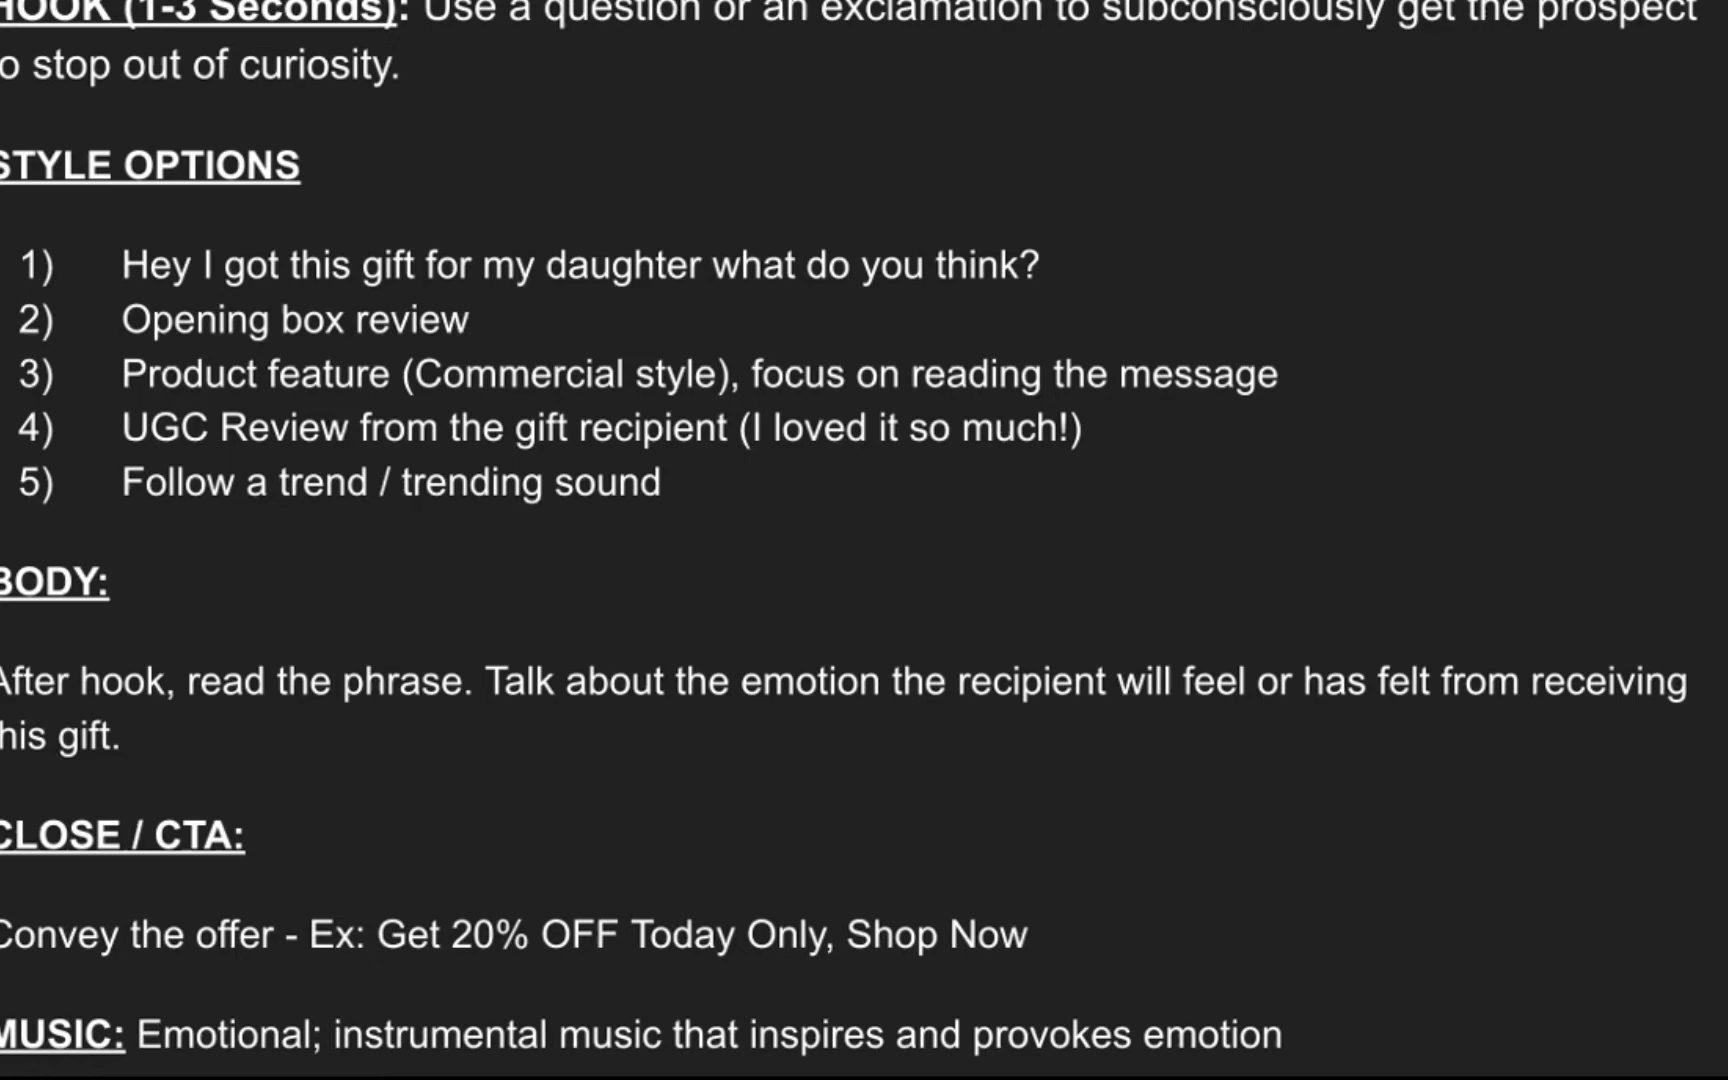 HOOK (1-3 Seconds): Use a question or an exclamation to subconsciously get the prospect
o stop out of curiosity.
STYLE OPTIONS
1) Hey I got this gift for my daughter what do you think?
2) Opening box review
3) Product feature (Commercial style), focus on reading the message
4) UGC Review from the gift recipient (I loved it so much!)
5) Follow a trend / trending sound
BODY:
After hook, read the phrase. Talk about the emotion the recipient will feel or has felt from receiving
his gift.
CLOSE / CTA:
Convey the offer - Ex: Get 20% OFF Today Only, Shop Now
MUSIC: Emotional; instrumental music that inspires and provokes emotion